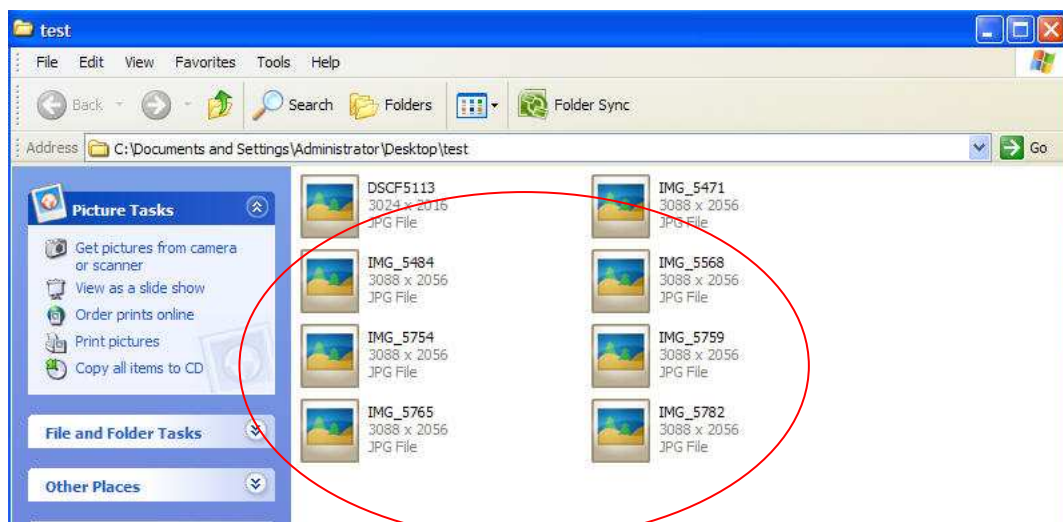 test
File Edit View Favorites Tools Help
Back Search Folders Folder Sync
Address C:\Documents and Settings\Administrator\Desktop\test Go
Picture Tasks
Get pictures from camera
or scanner
View as a slide show
Order prints online
Print pictures
Copy all items to CD
File and Folder Tasks
Other Places
DSCF5113
3024 x 2016
JPG File
IMG_5471
3088 x 2056
JPG File
IMG_5484
3088 x 2056
JPG File
IMG_5568
3088 x 2056
JPG File
IMG_5754
3088 x 2056
JPG File
IMG_5759
3088 x 2056
JPG File
IMG_5765
3088 x 2056
JPG File
IMG_5782
3088 x 2056
JPG File